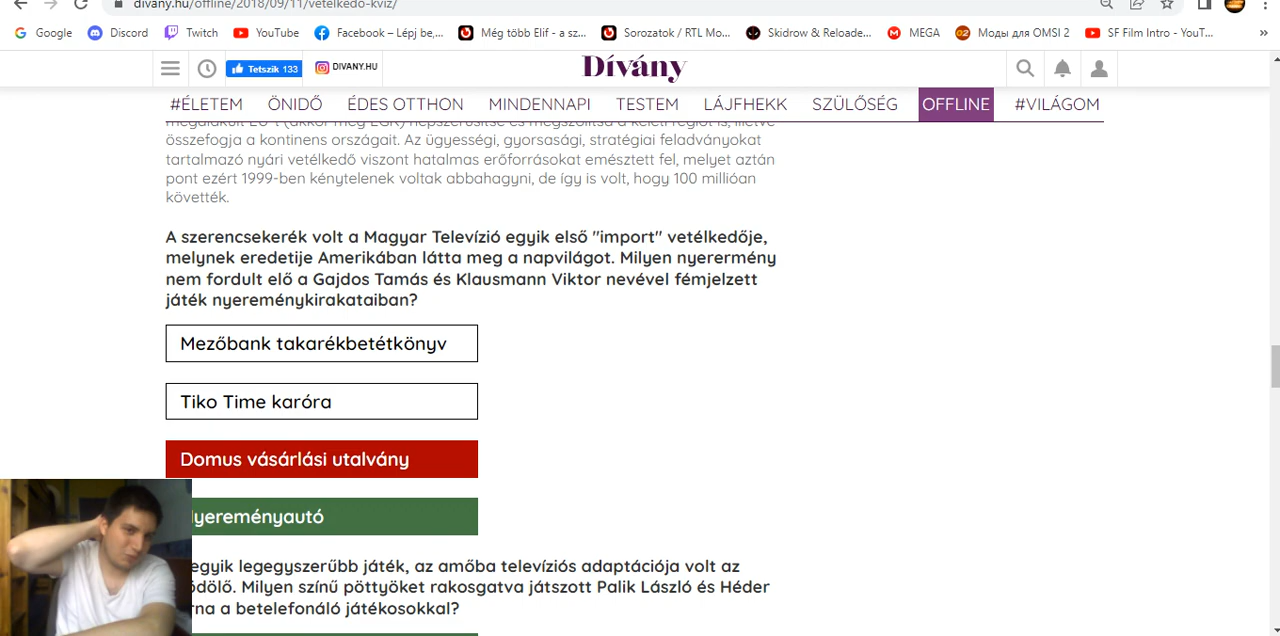 divany.hu/offline/2018/09/11/vetelkedo-kviz/
Google Discord Twitch YouTube Facebook – Lépj be,... Még több Elif - a sz... Sorozatok / RTL Mo... Skidrow & Reloade... MEGA Моды для OMSI 2 SF Film Intro - YouT... »
Tetszik 133 DIVANY.HU Dívány
#ÉLETEM ÖNIDŐ ÉDES OTTHON MINDENNAPI TESTEM LÁJFHEKK SZÜLŐSÉG OFFLINE #VILÁGOM
megalakult EU-t (akkor még EGK) népszerűsítse és megszólítsa a keleti régiót is, illetve
összefogja a kontinens országait. Az ügyességi, gyorsasági, stratégiai feladványokat
tartalmazó nyári vetélkedő viszont hatalmas erőforrásokat emésztett fel, melyet aztán
pont ezért 1999-ben kénytelenek voltak abbahagyni, de így is volt, hogy 100 millióan
követték.
A szerencsekerék volt a Magyar Televízió egyik első "import" vetélkedője,
melynek eredetije Amerikában látta meg a napvilágot. Milyen nyerermény
nem fordult elő a Gajdos Tamás és Klausmann Viktor nevével fémjelzett
játék nyereménykirakataiban?
Mezőbank takarékbetétkönyv
Tiko Time karóra
Domus vásárlási utalvány
yereményautó
egyik legegyszerűbb játék, az amőba televíziós adaptációja volt az
dölő. Milyen színű pöttyöket rakosgatva játszott Palik László és Héder
rna a betelefonáló játékosokkal?